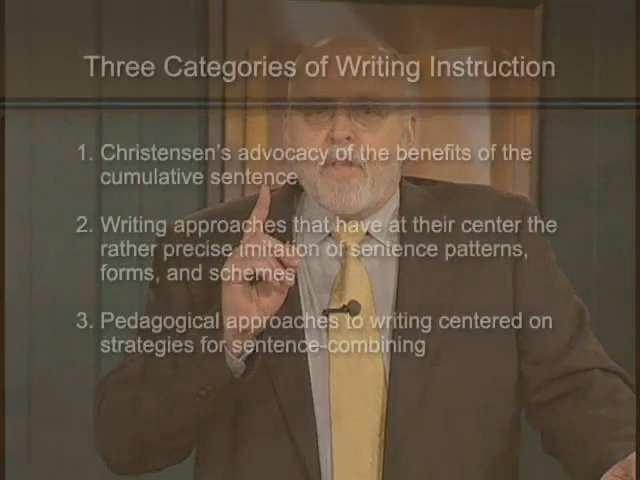 Three Categories of Writing Instruction
1. Christensen's advocacy of the benefits of the
cumulative sentence
2. Writing approaches that have at their center the
rather precise imitation of sentence patterns,
forms, and schemes
3. Pedagogical approaches to writing centered on
strategies for sentence-combining